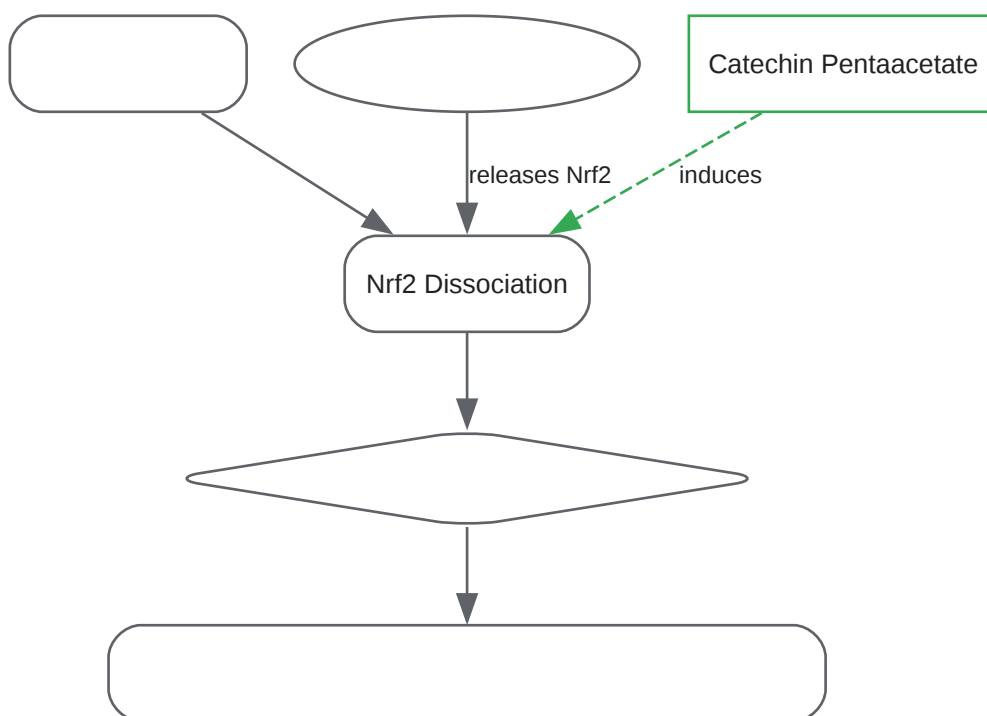 Catechin Pentaacetate
releases Nrf2
induces
Nrf2 Dissociation